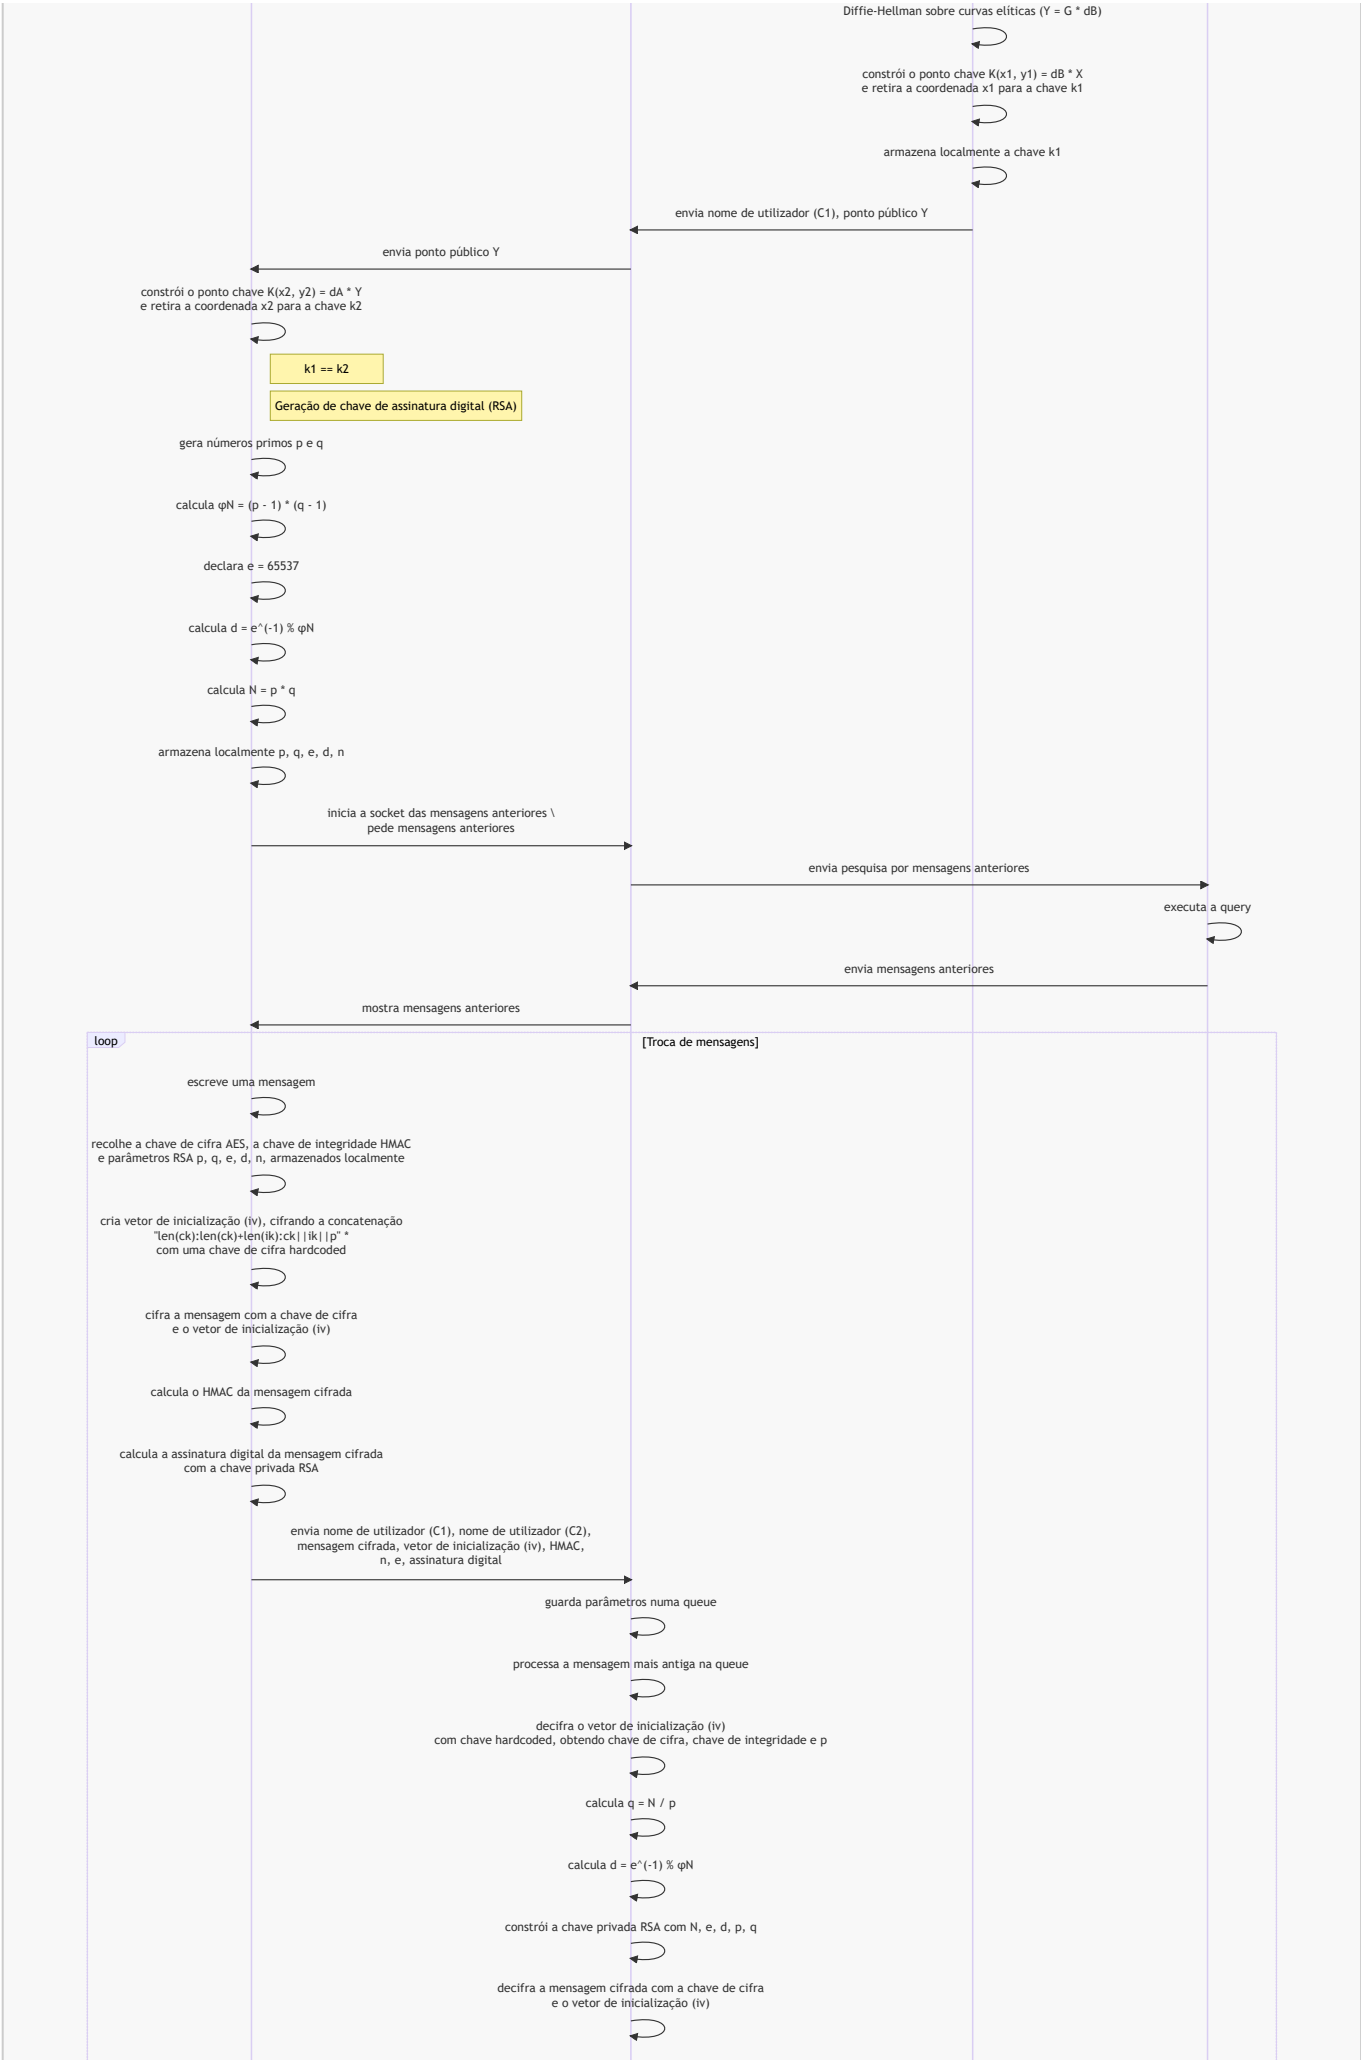 Diffie-Hellman sobre curvas elíticas (Y = G * dB)
constrói o ponto chave K(x1, y1) = dB * X
e retira a coordenada x1 para a chave k1
armazena localmente a chave k1
envia nome de utilizador (C1), ponto público Y
envia ponto público Y
constrói o ponto chave K(x2, y2) = dA * Y
e retira a coordenada x2 para a chave k2
k1 == k2
Geração de chave de assinatura digital (RSA)
gera números primos p e q
calcula φN = (p - 1) * (q - 1)
declara e = 65537
calcula d = e^(-1) % φN
calcula N = p * q
armazena localmente p, q, e, d, n
inicia a socket das mensagens anteriores \
pede mensagens anteriores
envia pesquisa por mensagens anteriores
executa a query
envia mensagens anteriores
mostra mensagens anteriores
loop
[Troca de mensagens]
escreve uma mensagem
recolhe a chave de cifra AES, a chave de integridade HMAC
e parâmetros RSA p, q, e, d, n, armazenados localmente
cria vetor de inicialização (iv), cifrando a concatenação
"len(ck):len(ck)+len(ik):ck||ik||p" *
com uma chave de cifra hardcoded
cifra a mensagem com a chave de cifra
e o vetor de inicialização (iv)
calcula o HMAC da mensagem cifrada
calcula a assinatura digital da mensagem cifrada
com a chave privada RSA
envia nome de utilizador (C1), nome de utilizador (C2),
mensagem cifrada, vetor de inicialização (iv), HMAC,
n, e, assinatura digital
guarda parâmetros numa queue
processa a mensagem mais antiga na queue
decifra o vetor de inicialização (iv)
com chave hardcoded, obtendo chave de cifra, chave de integridade e p
calcula q = N / p
calcula d = e^(-1) % φN
constrói a chave privada RSA com N, e, d, p, q
decifra a mensagem cifrada com a chave de cifra
e o vetor de inicialização (iv)